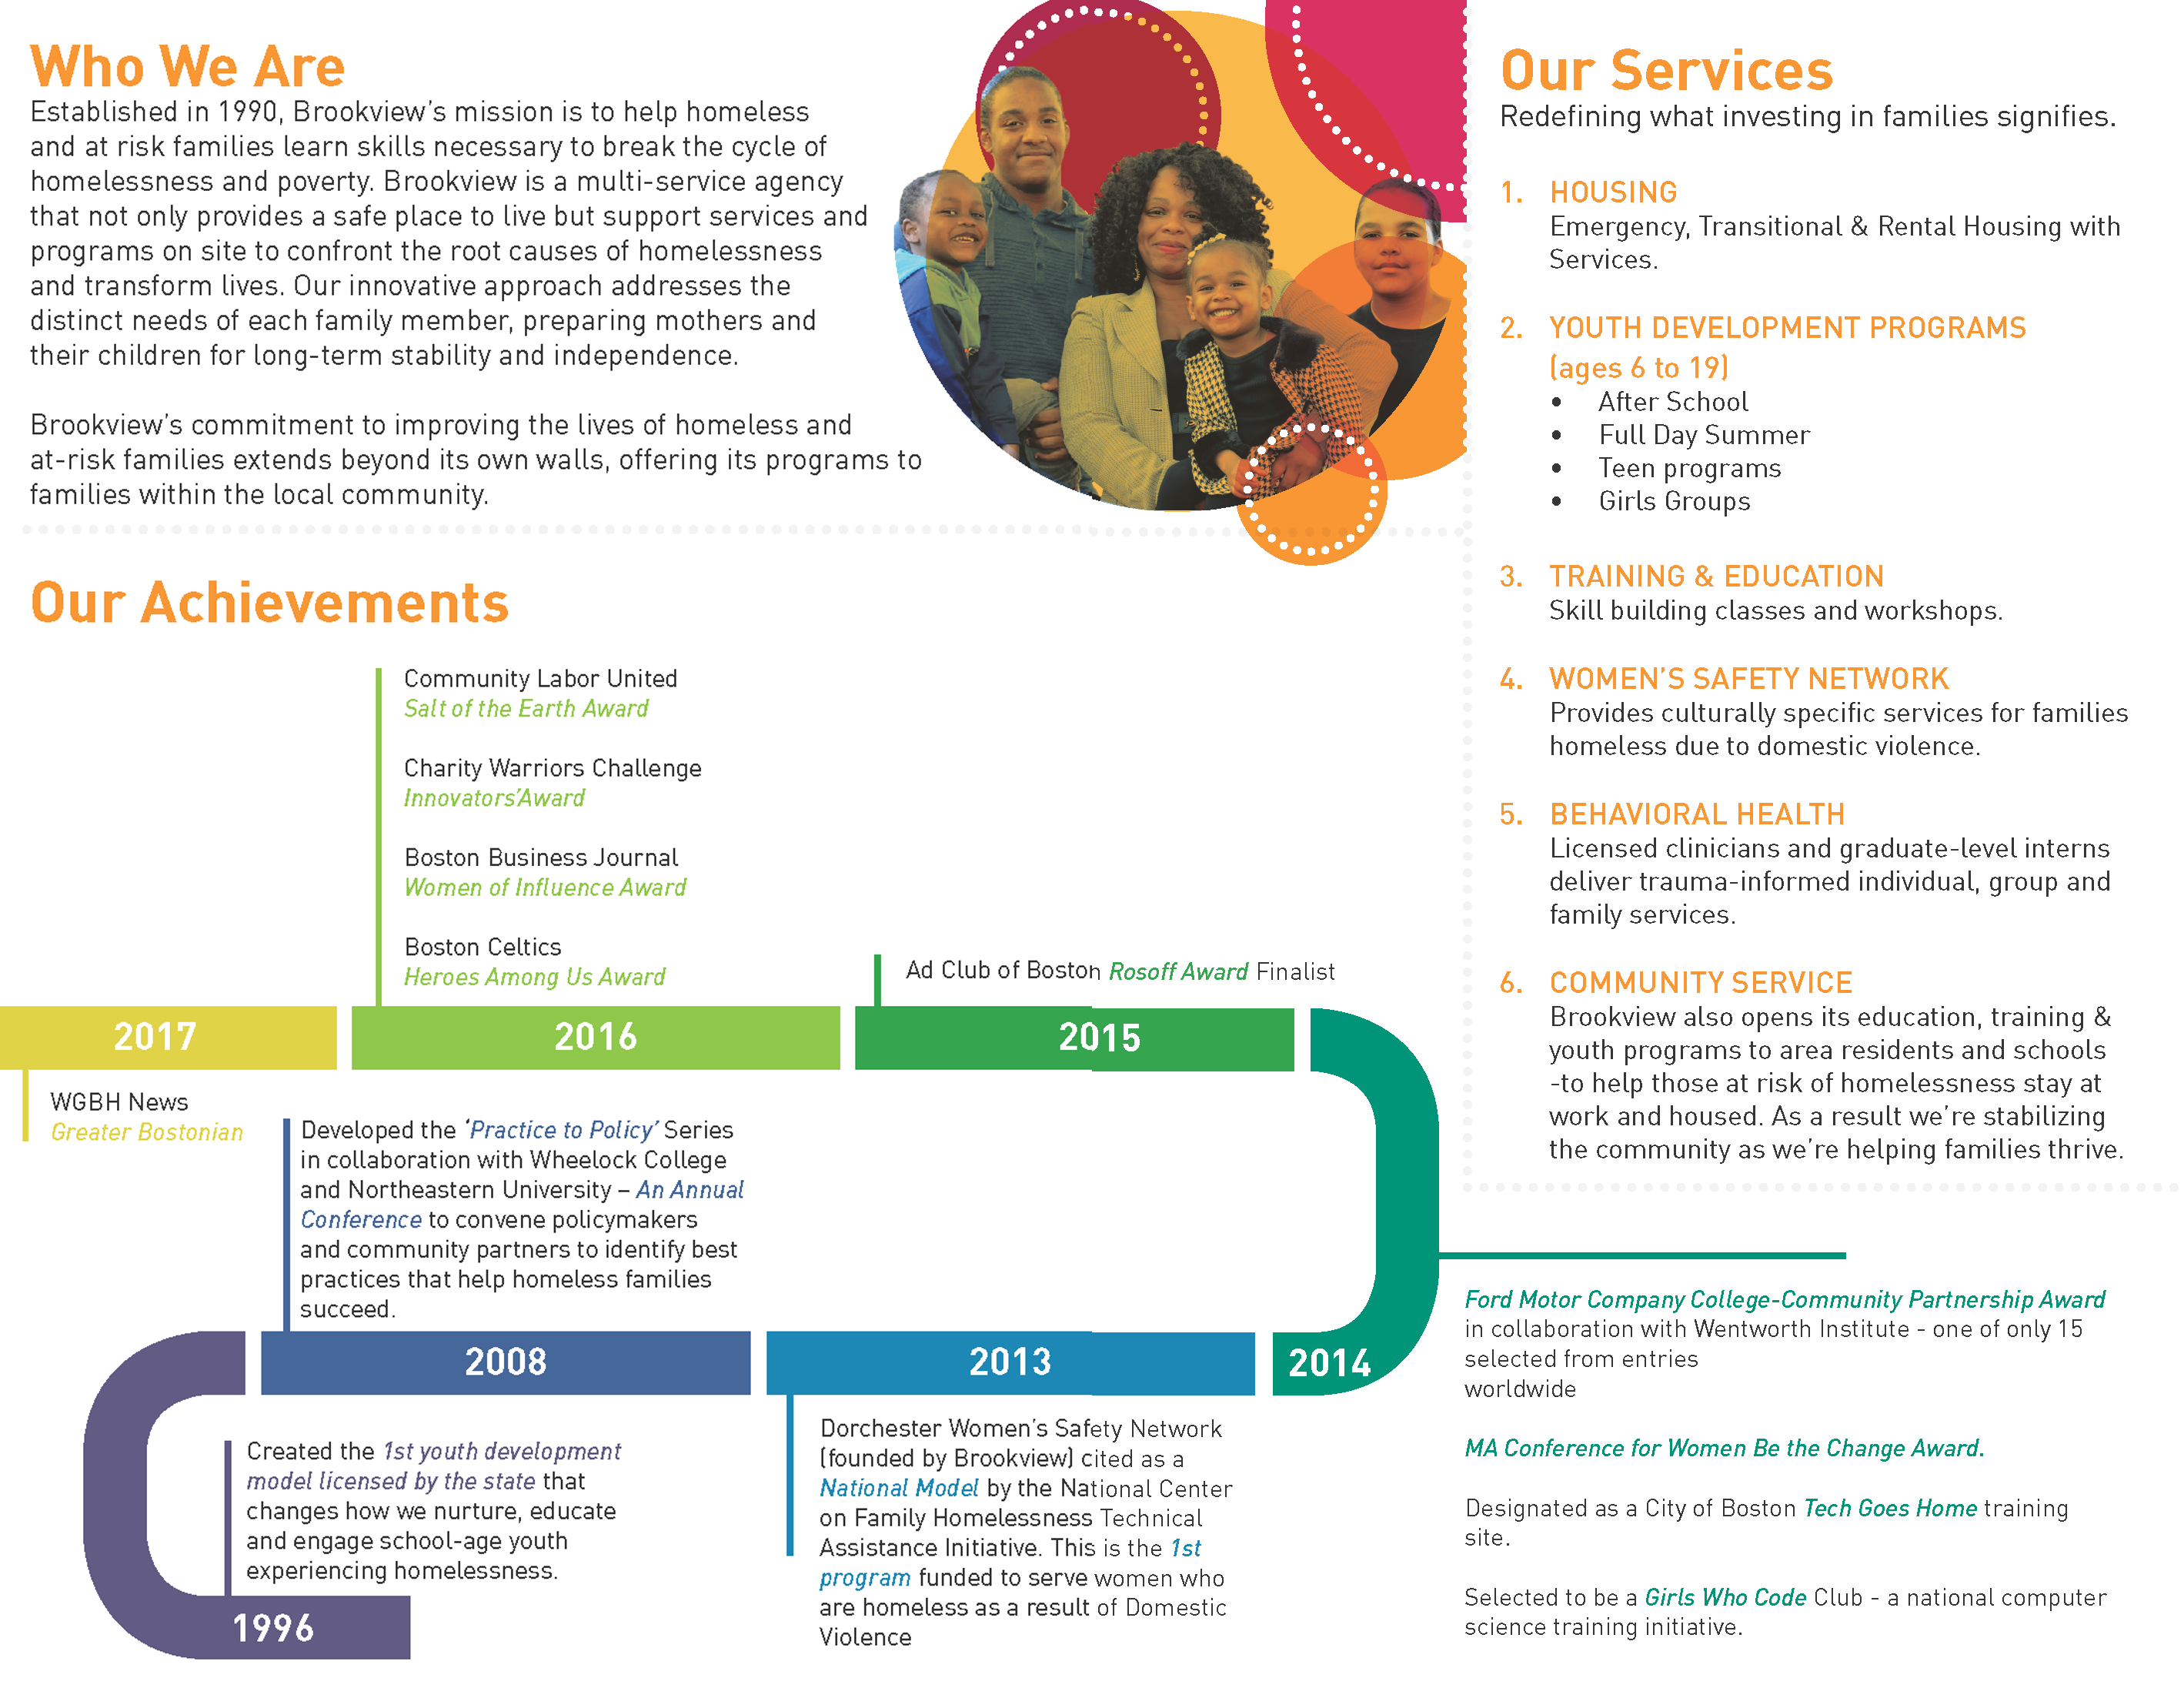 Who We Are
Established in 1990, Brookview's mission is to help homeless
and at risk families learn skills necessary to break the cycle of
homelessness and poverty. Brookview is a multi-service agency
that not only provides a safe place to live but support services and
programs on site to confront the root causes of homelessness
and transform lives. Our innovative approach addresses the
distinct needs of each family member, preparing mothers and
their children for long-term stability and independence.
Brookview's commitment to improving the lives of homeless and
at-risk families extends beyond its own walls, offering its programs to
families within the local community.
Our Services
Redefining what investing in families signifies.
1. HOUSING
Emergency, Transitional & Rental Housing with
Services.
2. YOUTH DEVELOPMENT PROGRAMS
(ages 6 to 19)
• After School
• Full Day Summer
• Teen programs
• Girls Groups
3. TRAINING & EDUCATION
Skill building classes and workshops.
4. WOMEN'S SAFETY NETWORK
Provides culturally specific services for families
homeless due to domestic violence.
5. BEHAVIORAL HEALTH
Licensed clinicians and graduate-level interns
deliver trauma-informed individual, group and
family services.
6. COMMUNITY SERVICE
Brookview also opens its education, training &
youth programs to area residents and schools
-to help those at risk of homelessness stay at
work and housed. As a result we're stabilizing
the community as we're helping families thrive.
Our Achievements
Community Labor United
Salt of the Earth Award
Charity Warriors Challenge
Innovators'Award
Boston Business Journal
Women of Influence Award
Boston Celtics
Heroes Among Us Award
Ad Club of Boston Rosoff Award Finalist
2017
2016
2015
WGBH News
Greater Bostonian
Developed the 'Practice to Policy' Series
in collaboration with Wheelock College
and Northeastern University – An Annual
Conference to convene policymakers
and community partners to identify best
practices that help homeless families
succeed.
2008
2013
2014
Ford Motor Company College-Community Partnership Award
in collaboration with Wentworth Institute - one of only 15
selected from entries
worldwide
MA Conference for Women Be the Change Award.
Designated as a City of Boston Tech Goes Home training
site.
Selected to be a Girls Who Code Club - a national computer
science training initiative.
Created the 1st youth development
model licensed by the state that
changes how we nurture, educate
and engage school-age youth
experiencing homelessness.
1996
Dorchester Women's Safety Network
(founded by Brookview) cited as a
National Model by the National Center
on Family Homelessness Technical
Assistance Initiative. This is the 1st
program funded to serve women who
are homeless as a result of Domestic
Violence